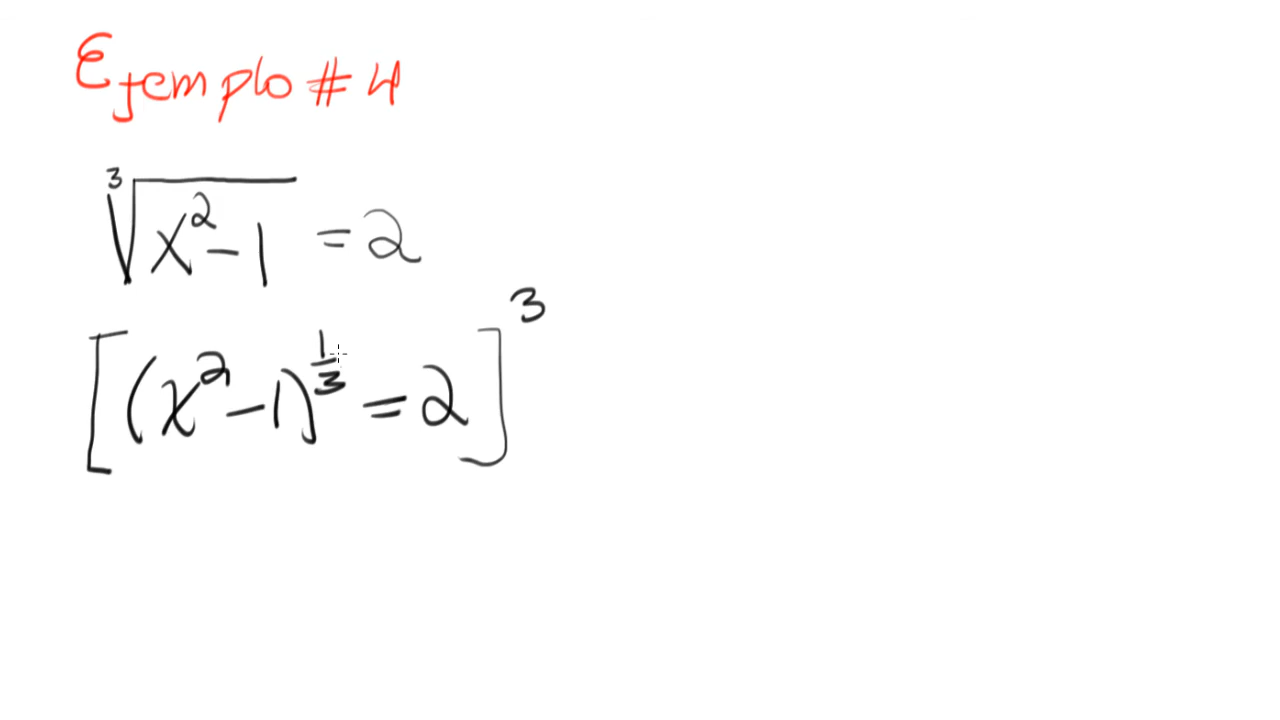 Ejemplo # 4
∛(x² - 1) = 2
[(x² - 1)^(1/3) = 2]³